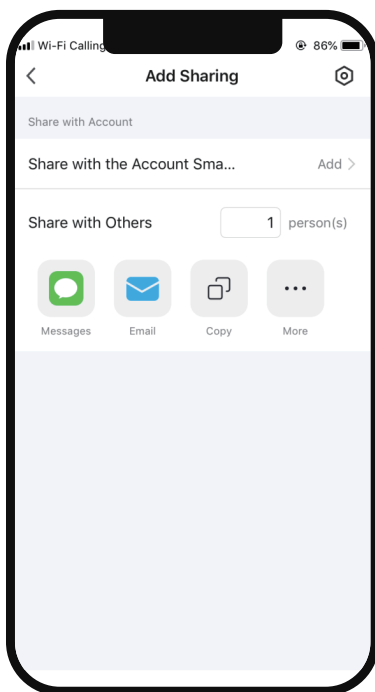 Wi-Fi Calling 86%
Add Sharing
Share with Account
Share with the Account Sma... Add
Share with Others 1 person(s)
Messages Email Copy More